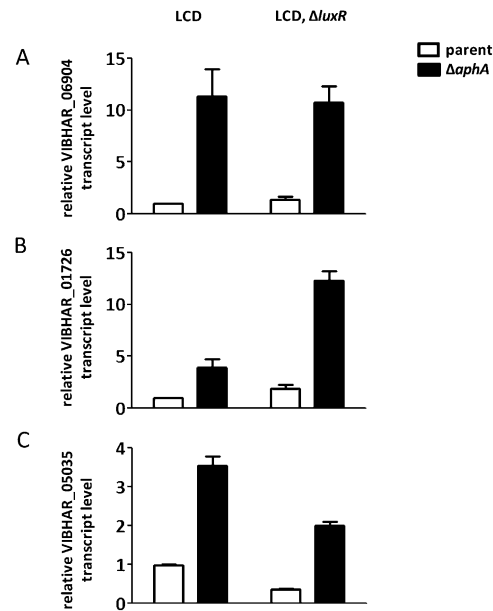 LCD
LCD, ΔluxR
parent
ΔaphA
A
relative VIBHAR_06904
transcript level
15
10
5
0
B
relative VIBHAR_01726
transcript level
15
10
5
0
C
relative VIBHAR_05035
transcript level
4
3
2
1
0